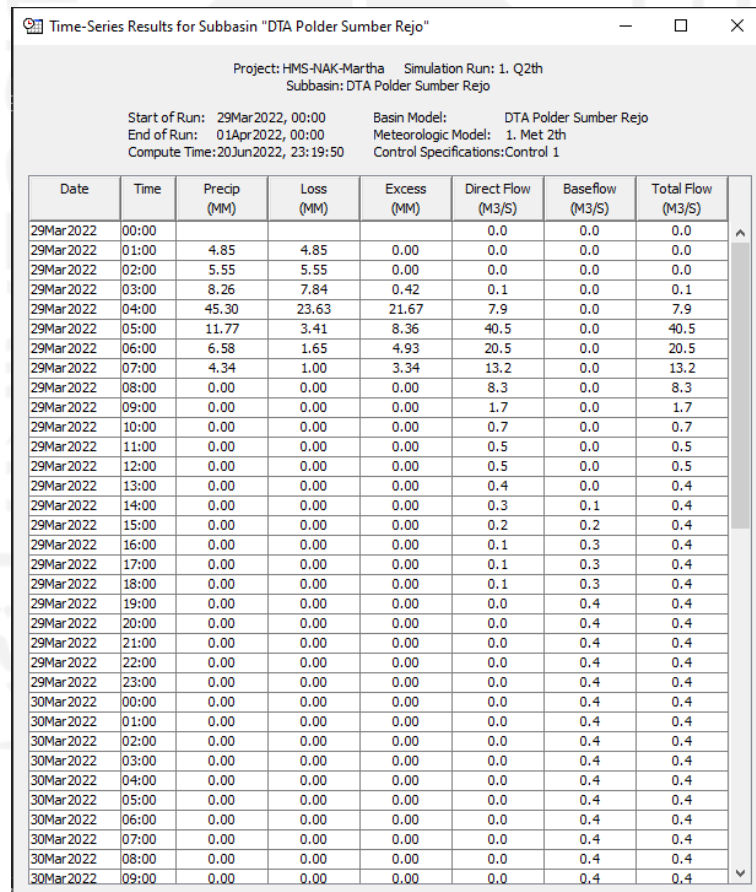 Time-Series Results for Subbasin "DTA Polder Sumber Rejo"
Project: HMS-NAK-Martha Simulation Run: 1. Q2th
Subbasin: DTA Polder Sumber Rejo
Start of Run: 29Mar2022, 00:00 Basin Model: DTA Polder Sumber Rejo
End of Run: 01Apr2022, 00:00 Meteorologic Model: 1. Met 2th
Compute Time:20Jun2022, 23:19:50 Control Specifications:Control 1
Date Time Precip Loss Excess Direct Flow Baseflow Total Flow
(MM) (MM) (MM) (M3/S) (M3/S) (M3/S)
29Mar2022 00:00 0.0 0.0 0.0
29Mar2022 01:00 4.85 4.85 0.00 0.0 0.0 0.0
29Mar2022 02:00 5.55 5.55 0.00 0.0 0.0 0.0
29Mar2022 03:00 8.26 7.84 0.42 0.1 0.0 0.1
29Mar2022 04:00 45.30 23.63 21.67 7.9 0.0 7.9
29Mar2022 05:00 11.77 3.41 8.36 40.5 0.0 40.5
29Mar2022 06:00 6.58 1.65 4.93 20.5 0.0 20.5
29Mar2022 07:00 4.34 1.00 3.34 13.2 0.0 13.2
29Mar2022 08:00 0.00 0.00 0.00 8.3 0.0 8.3
29Mar2022 09:00 0.00 0.00 0.00 1.7 0.0 1.7
29Mar2022 10:00 0.00 0.00 0.00 0.7 0.0 0.7
29Mar2022 11:00 0.00 0.00 0.00 0.5 0.0 0.5
29Mar2022 12:00 0.00 0.00 0.00 0.5 0.0 0.5
29Mar2022 13:00 0.00 0.00 0.00 0.4 0.0 0.4
29Mar2022 14:00 0.00 0.00 0.00 0.3 0.1 0.4
29Mar2022 15:00 0.00 0.00 0.00 0.2 0.2 0.4
29Mar2022 16:00 0.00 0.00 0.00 0.1 0.3 0.4
29Mar2022 17:00 0.00 0.00 0.00 0.1 0.3 0.4
29Mar2022 18:00 0.00 0.00 0.00 0.1 0.3 0.4
29Mar2022 19:00 0.00 0.00 0.00 0.0 0.4 0.4
29Mar2022 20:00 0.00 0.00 0.00 0.0 0.4 0.4
29Mar2022 21:00 0.00 0.00 0.00 0.0 0.4 0.4
29Mar2022 22:00 0.00 0.00 0.00 0.0 0.4 0.4
29Mar2022 23:00 0.00 0.00 0.00 0.0 0.4 0.4
30Mar2022 00:00 0.00 0.00 0.00 0.0 0.4 0.4
30Mar2022 01:00 0.00 0.00 0.00 0.0 0.4 0.4
30Mar2022 02:00 0.00 0.00 0.00 0.0 0.4 0.4
30Mar2022 03:00 0.00 0.00 0.00 0.0 0.4 0.4
30Mar2022 04:00 0.00 0.00 0.00 0.0 0.4 0.4
30Mar2022 05:00 0.00 0.00 0.00 0.0 0.4 0.4
30Mar2022 06:00 0.00 0.00 0.00 0.0 0.4 0.4
30Mar2022 07:00 0.00 0.00 0.00 0.0 0.4 0.4
30Mar2022 08:00 0.00 0.00 0.00 0.0 0.4 0.4
30Mar2022 09:00 0.00 0.00 0.00 0.0 0.4 0.4